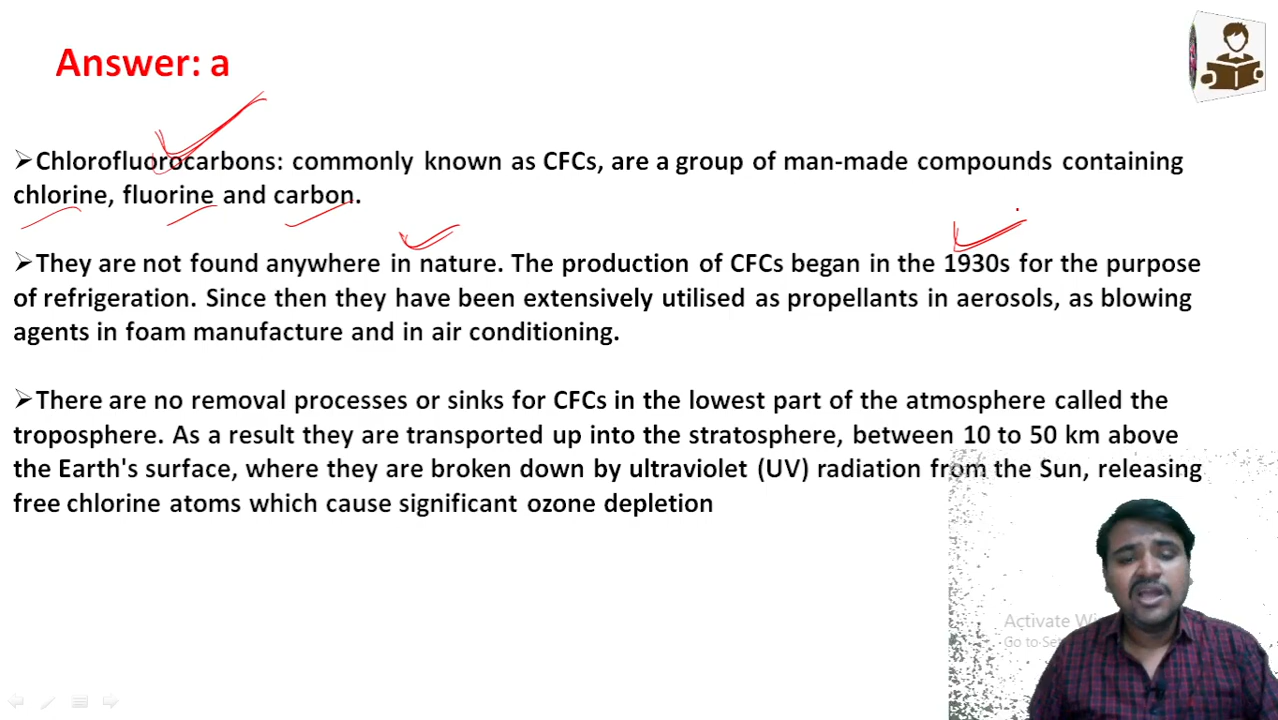 Answer: a
➢Chlorofluorocarbons: commonly known as CFCs, are a group of man-made compounds containing
chlorine, fluorine and carbon.
➢They are not found anywhere in nature. The production of CFCs began in the 1930s for the purpose
of refrigeration. Since then they have been extensively utilised as propellants in aerosols, as blowing
agents in foam manufacture and in air conditioning.
➢There are no removal processes or sinks for CFCs in the lowest part of the atmosphere called the
troposphere. As a result they are transported up into the stratosphere, between 10 to 50 km above
the Earth's surface, where they are broken down by ultraviolet (UV) radiation from the Sun, releasing
free chlorine atoms which cause significant ozone depletion
Activate
Go to